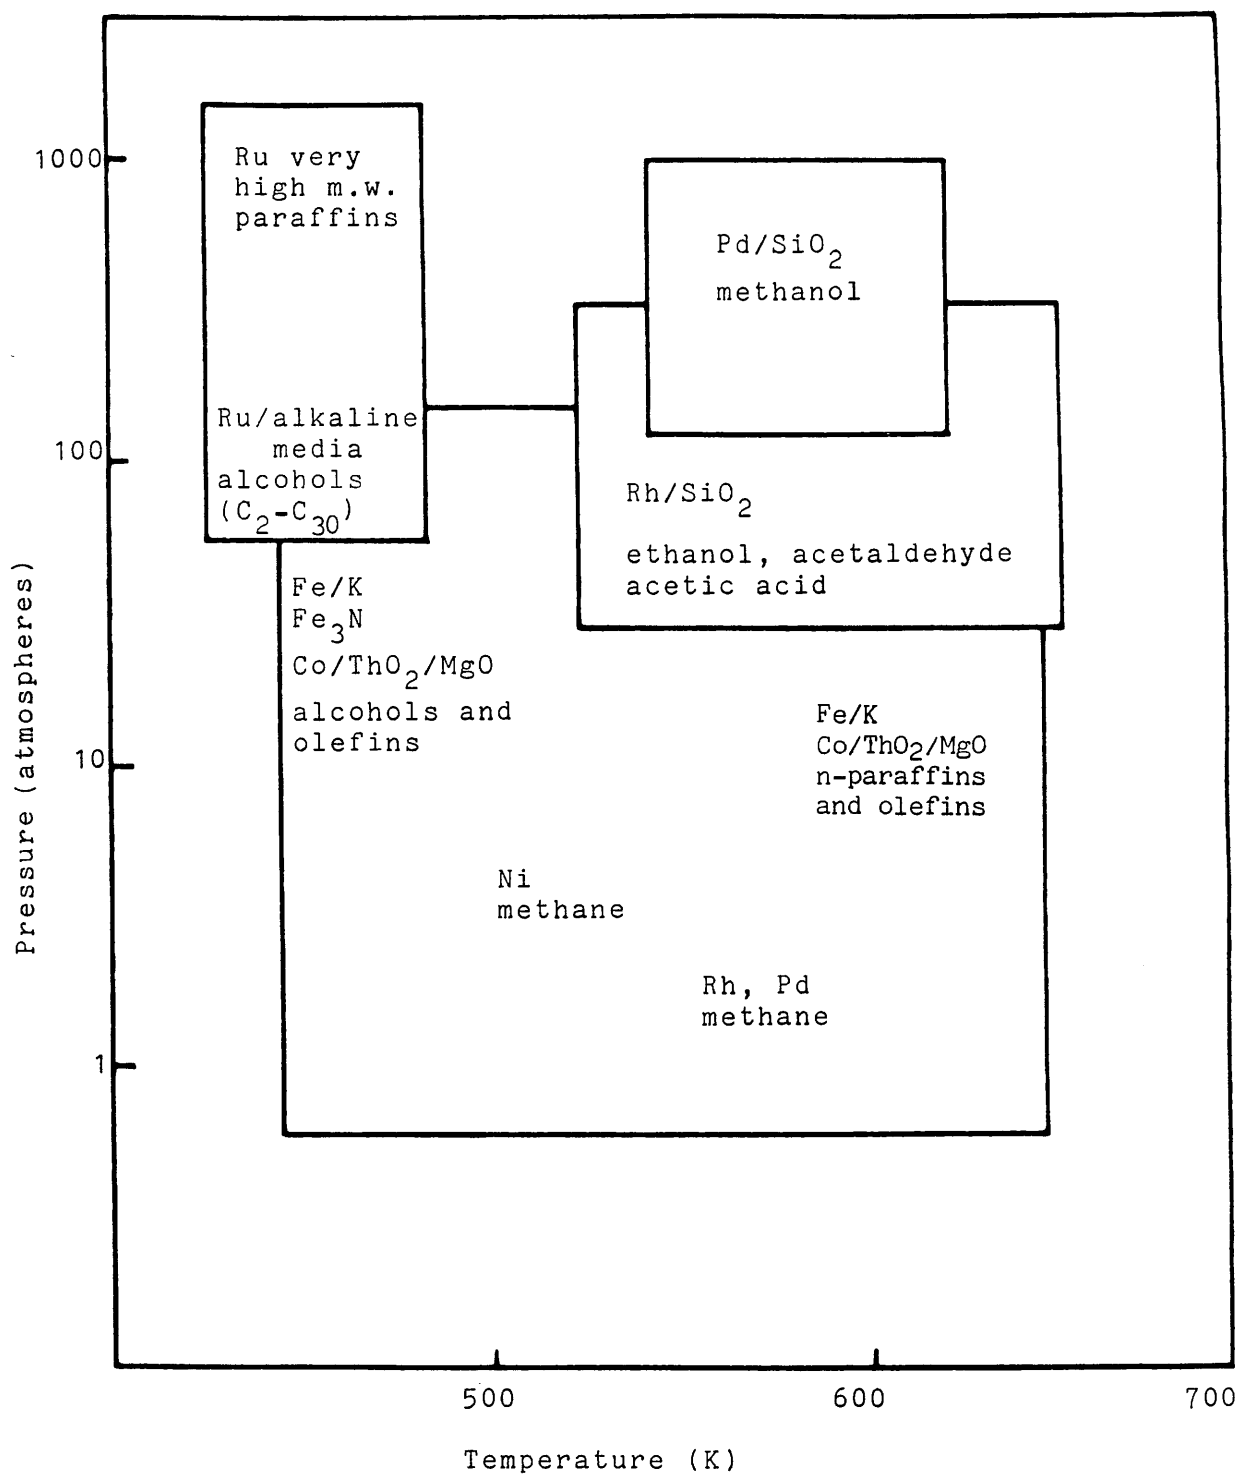 1000
100
10
1
Pressure (atmospheres)
Ru very
high m.w.
paraffins
Ru/alkaline
media
alcohols
(C₂-C₃₀)
Pd/SiO₂
methanol
Rh/SiO₂
ethanol, acetaldehyde
acetic acid
Fe/K
Fe₃N
Co/ThO₂/MgO
alcohols and
olefins
Fe/K
Co/ThO₂/MgO
n-paraffins
and olefins
Ni
methane
Rh, Pd
methane
500
600
700
Temperature (K)